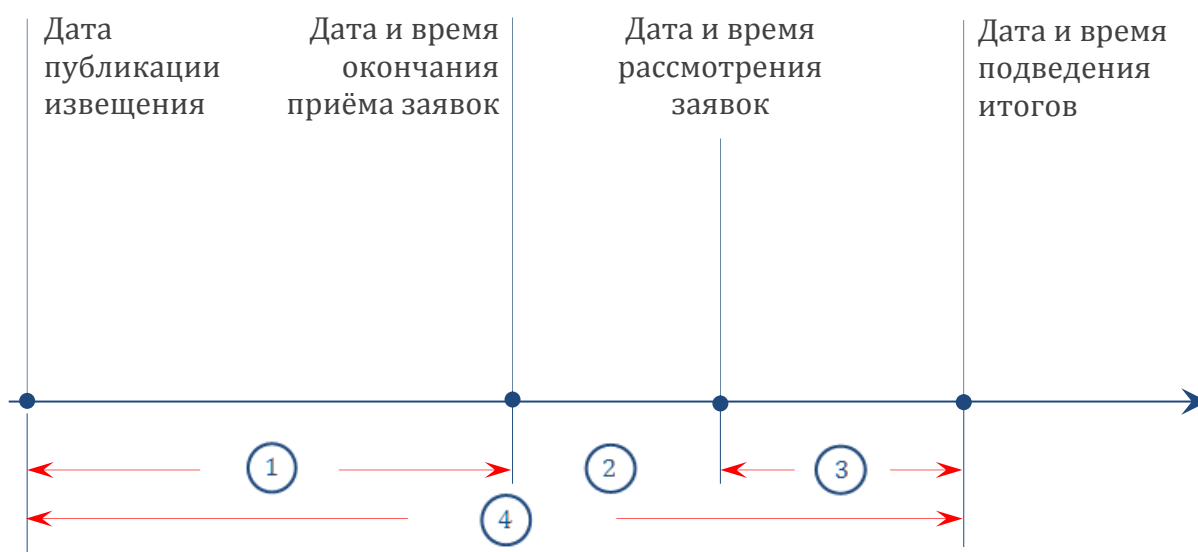 Дата
публикации
извещения
Дата и время
окончания
приёма заявок
Дата и время
рассмотрения
заявок
Дата и время
подведения
итогов
1
2
3
4